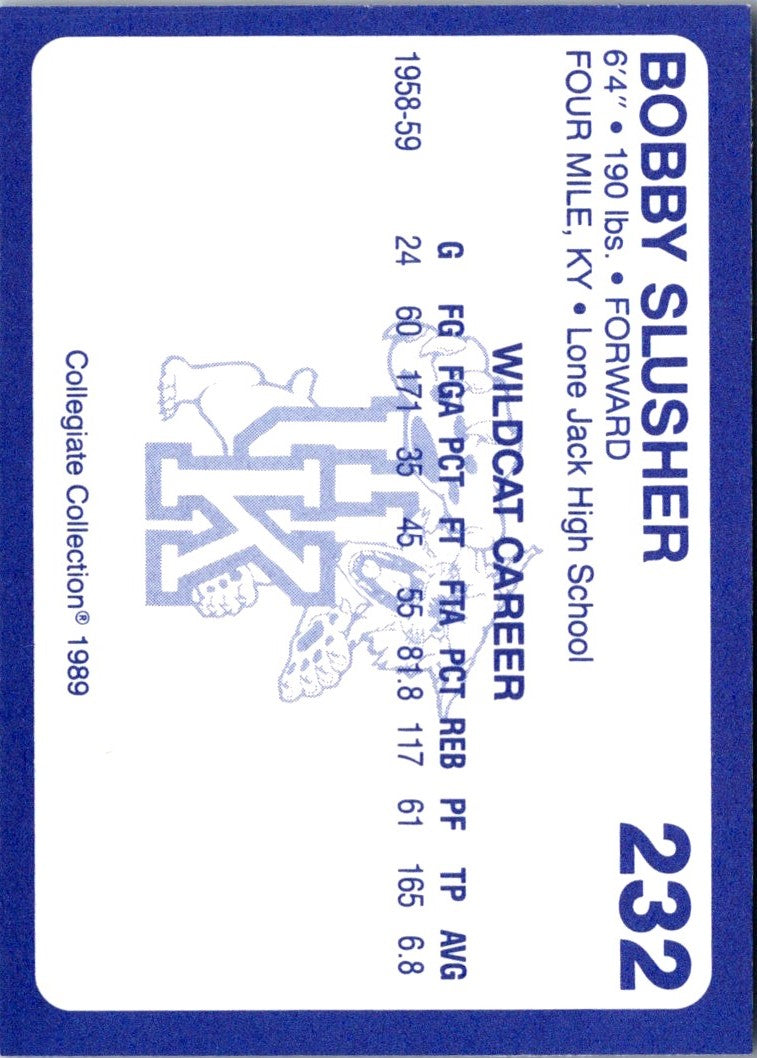 BOBBY SLUSHER 232
6'4" • 190 lbs. • FORWARD
FOUR MILE, KY • Lone Jack High School
WILDCAT CAREER
G FG FGA PCT FT FTA PCT REB PF TP AVG
1958-59 24 60 171 35 45 55 81.8 117 61 165 6.8
UK
Collegiate Collection® 1989